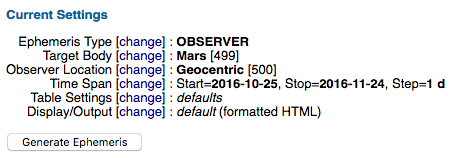 Current Settings
Ephemeris Type [change] : OBSERVER
Target Body [change] : Mars [499]
Observer Location [change] : Geocentric [500]
Time Span [change] : Start=2016-10-25, Stop=2016-11-24, Step=1 d
Table Settings [change] : defaults
Display/Output [change] : default (formatted HTML)
Generate Ephemeris